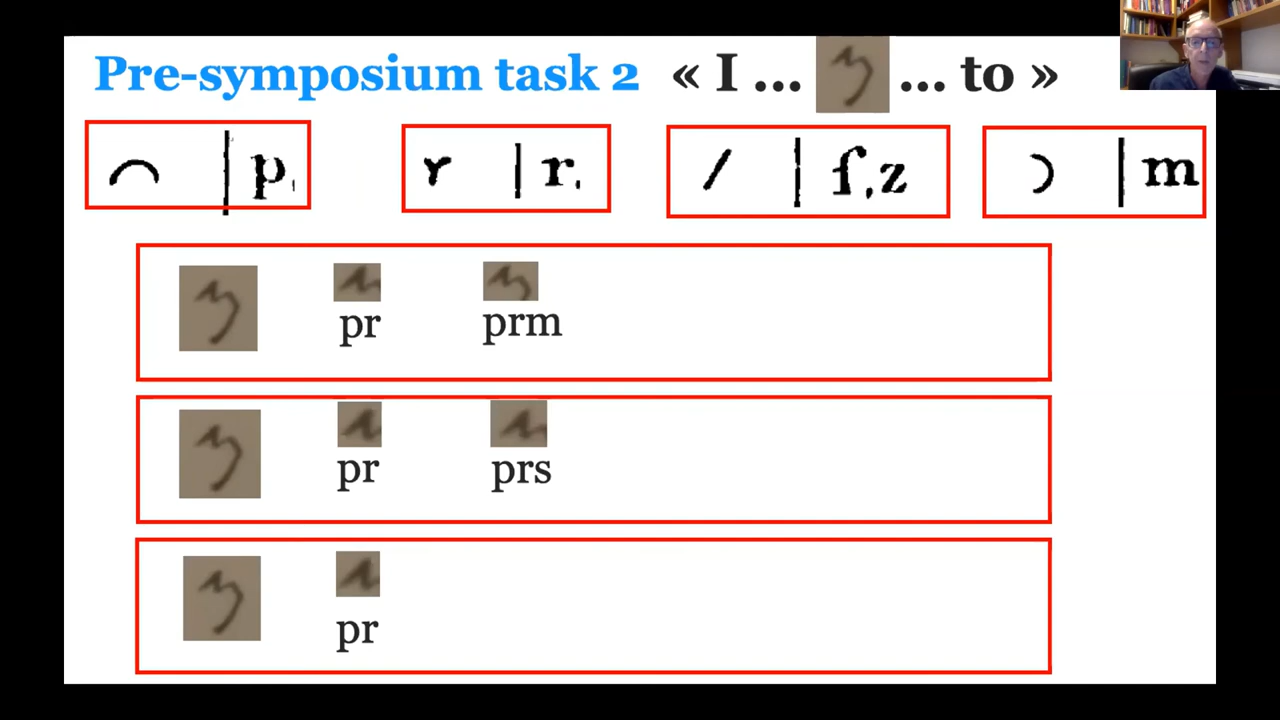 Pre-symposium task 2 « I ... ... to »
p, r. ſ,z m
pr prm
pr prs
pr